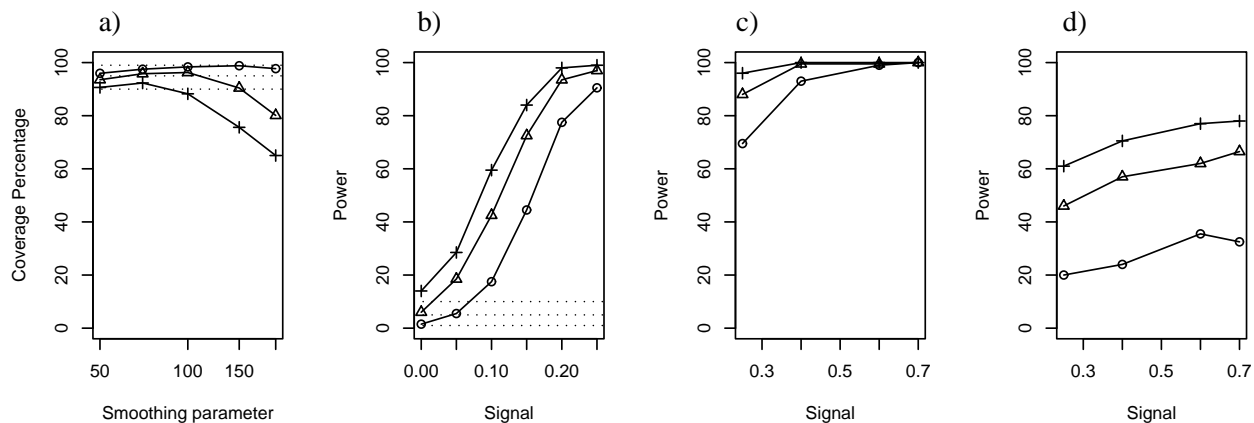 a)
b)
c)
d)
Coverage Percentage
0 20 40 60 80 100
50 100 150
Smoothing parameter
Power
0 20 40 60 80 100
0.00 0.10 0.20
Signal
Power
0 20 40 60 80 100
0.3 0.5 0.7
Signal
Power
0 20 40 60 80 100
0.3 0.5 0.7
Signal